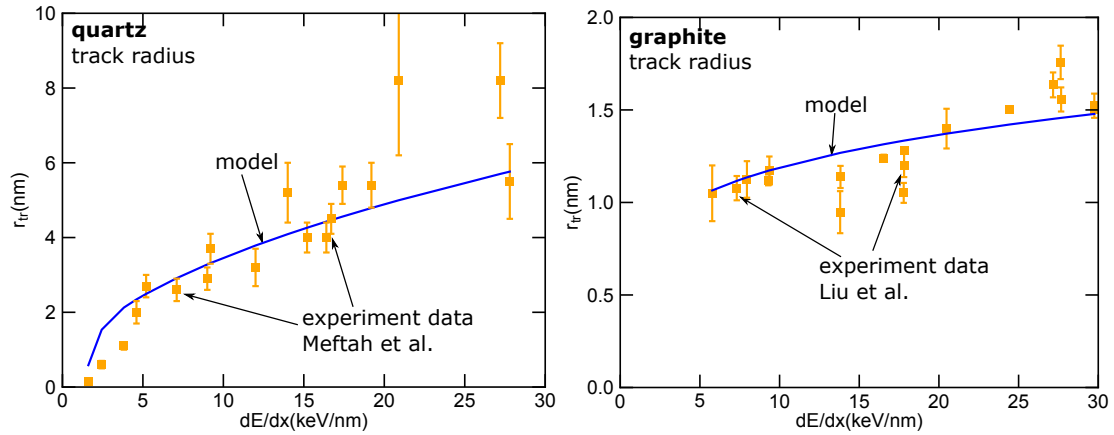 quartz
track radius
model
experiment data
Meftah et al.
r_tr(nm)
0
2
4
6
8
10
0
5
10
15
20
25
30
dE/dx(keV/nm)
graphite
track radius
model
experiment data
Liu et al.
r_tr(nm)
0.0
0.5
1.0
1.5
2.0
0
5
10
15
20
25
30
dE/dx(keV/nm)